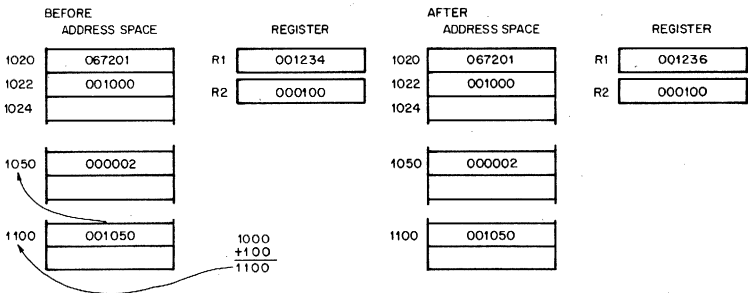 BEFORE
ADDRESS SPACE
REGISTER
1020 067201
1022 001000
1024
R1 001234
R2 000100
1050 000002
1100 001050
1000
+100
1100
AFTER
ADDRESS SPACE
REGISTER
1020 067201
1022 001000
1024
R1 001236
R2 000100
1050 000002
1100 001050